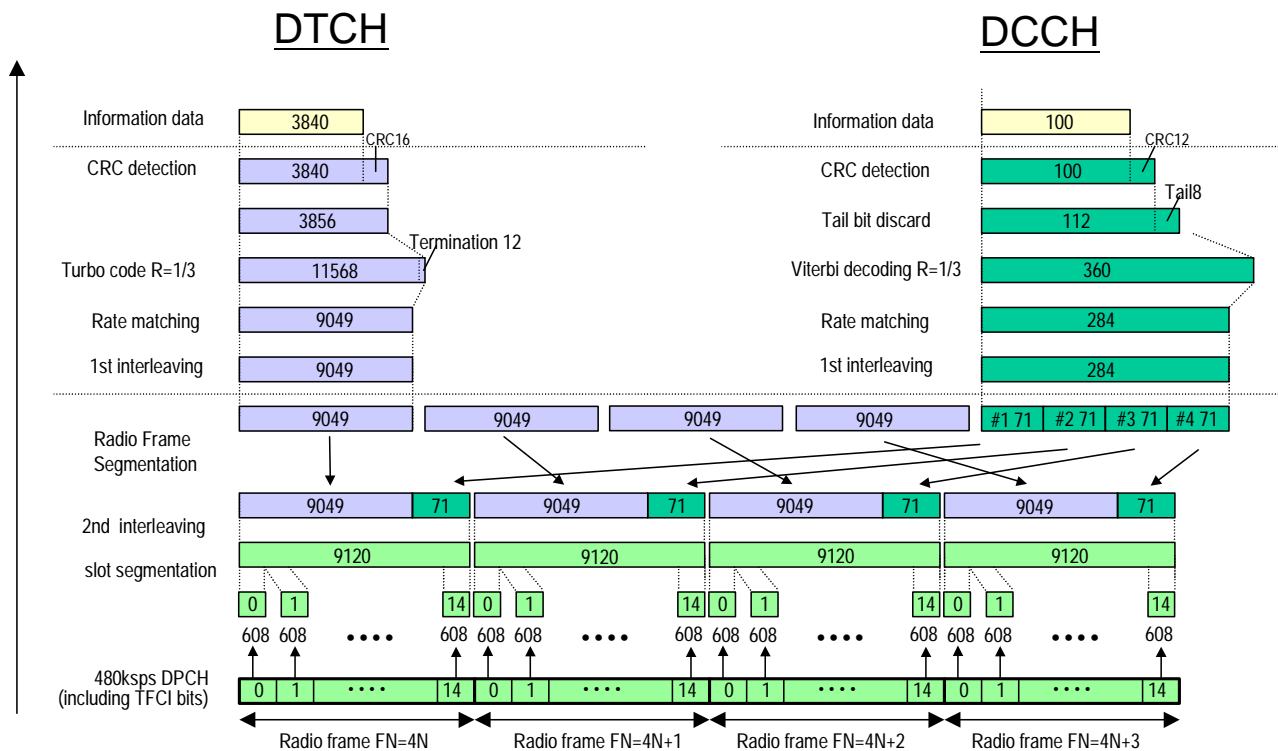 DTCH DCCH
Information data 3840 Information data 100
CRC16 CRC12
CRC detection 3840 CRC detection 100
Tail8
3856 Tail bit discard 112
Termination 12
Turbo code R=1/3 11568 Viterbi decoding R=1/3 360
Rate matching 9049 Rate matching 284
1st interleaving 9049 1st interleaving 284
9049 9049 9049 9049 #1 71 #2 71 #3 71 #4 71
Radio Frame
Segmentation
9049 71 9049 71 9049 71 9049 71
2nd interleaving
9120 9120 9120 9120
slot segmentation
0 1 14 0 1 14 0 1 14 0 1 14
608 608 •••• 608 608 608 •••• 608 608 608 •••• 608 608 608 •••• 608
480ksps DPCH
(including TFCI bits)
0 1 •••• 14 0 1 •••• 14 0 1 •••• 14 0 1 •••• 14
Radio frame FN=4N Radio frame FN=4N+1 Radio frame FN=4N+2 Radio frame FN=4N+3